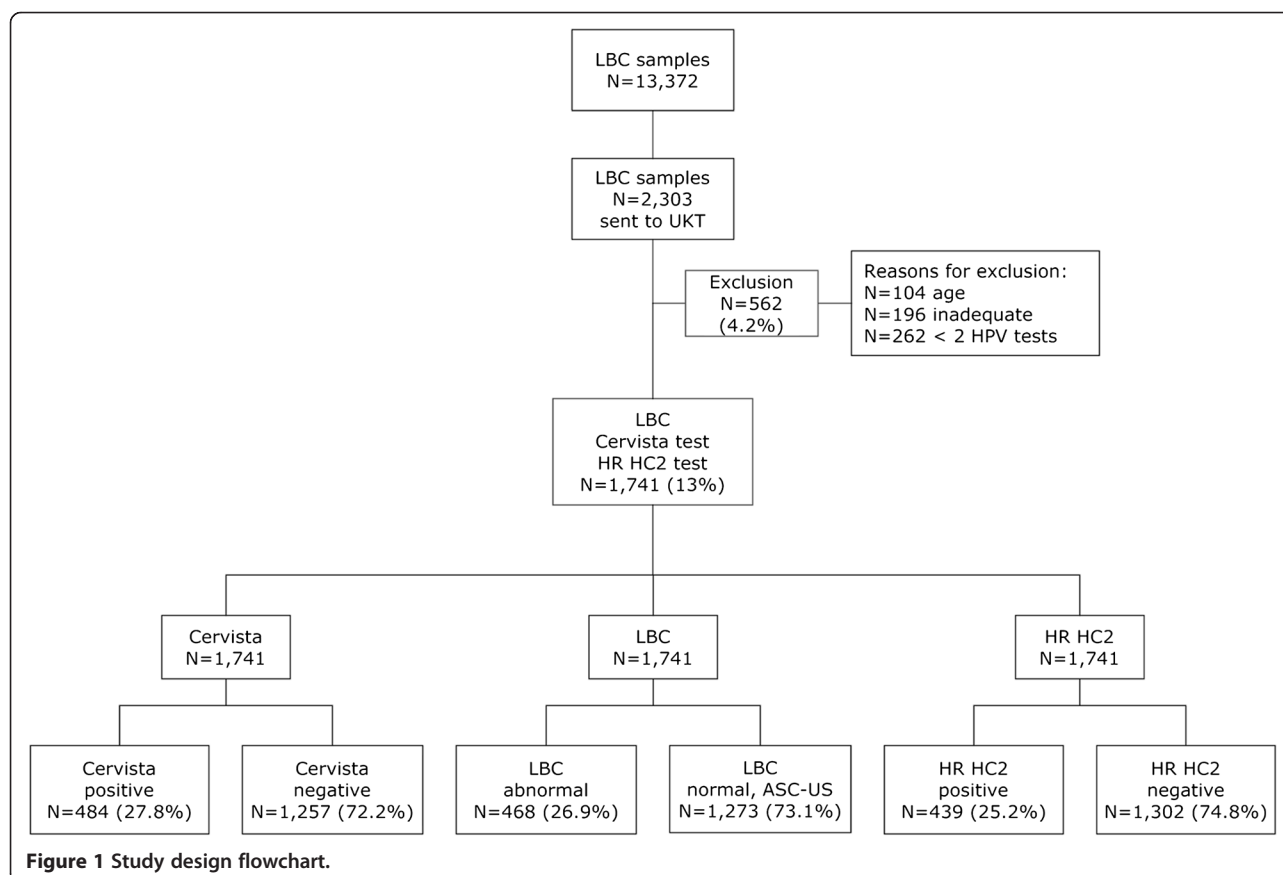 LBC samples
N=13,372
LBC samples
N=2,303
sent to UKT
Exclusion
N=562
(4.2%)
Reasons for exclusion:
N=104 age
N=196 inadequate
N=262 < 2 HPV tests
LBC
Cervista test
HR HC2 test
N=1,741 (13%)
Cervista
N=1,741
LBC
N=1,741
HR HC2
N=1,741
Cervista
positive
N=484 (27.8%)
Cervista
negative
N=1,257 (72.2%)
LBC
abnormal
N=468 (26.9%)
LBC
normal, ASC-US
N=1,273 (73.1%)
HR HC2
positive
N=439 (25.2%)
HR HC2
negative
N=1,302 (74.8%)
Figure 1 Study design flowchart.